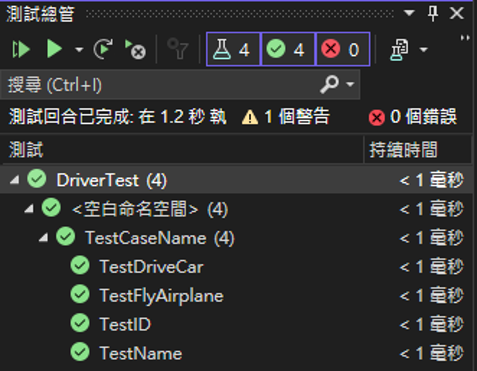 測試總管
4 4 0
搜尋 (Ctrl+I)
測試回合已完成: 在 1.2 秒 執 1 個警告 0 個錯誤
測試 持續時間
DriverTest (4) < 1 毫秒
<空白命名空間> (4) < 1 毫秒
TestCaseName (4) < 1 毫秒
TestDriveCar < 1 毫秒
TestFlyAirplane < 1 毫秒
TestID < 1 毫秒
TestName < 1 毫秒